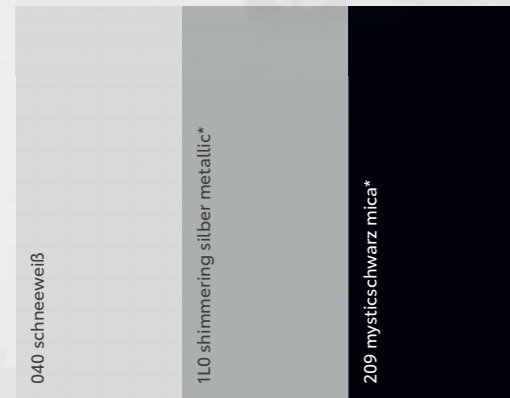 040 schneeweiß
1L0 shimmering silber metallic*
209 mysticschwarz mica*